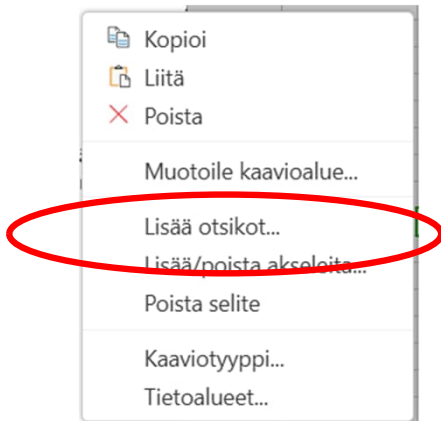 Kopioi
Liitä
Poista
Muotoile kaavioalue...
Lisää otsikot...
Lisää/poista akseleita...
Poista selite
Kaaviotyyppi...
Tietoalueet...